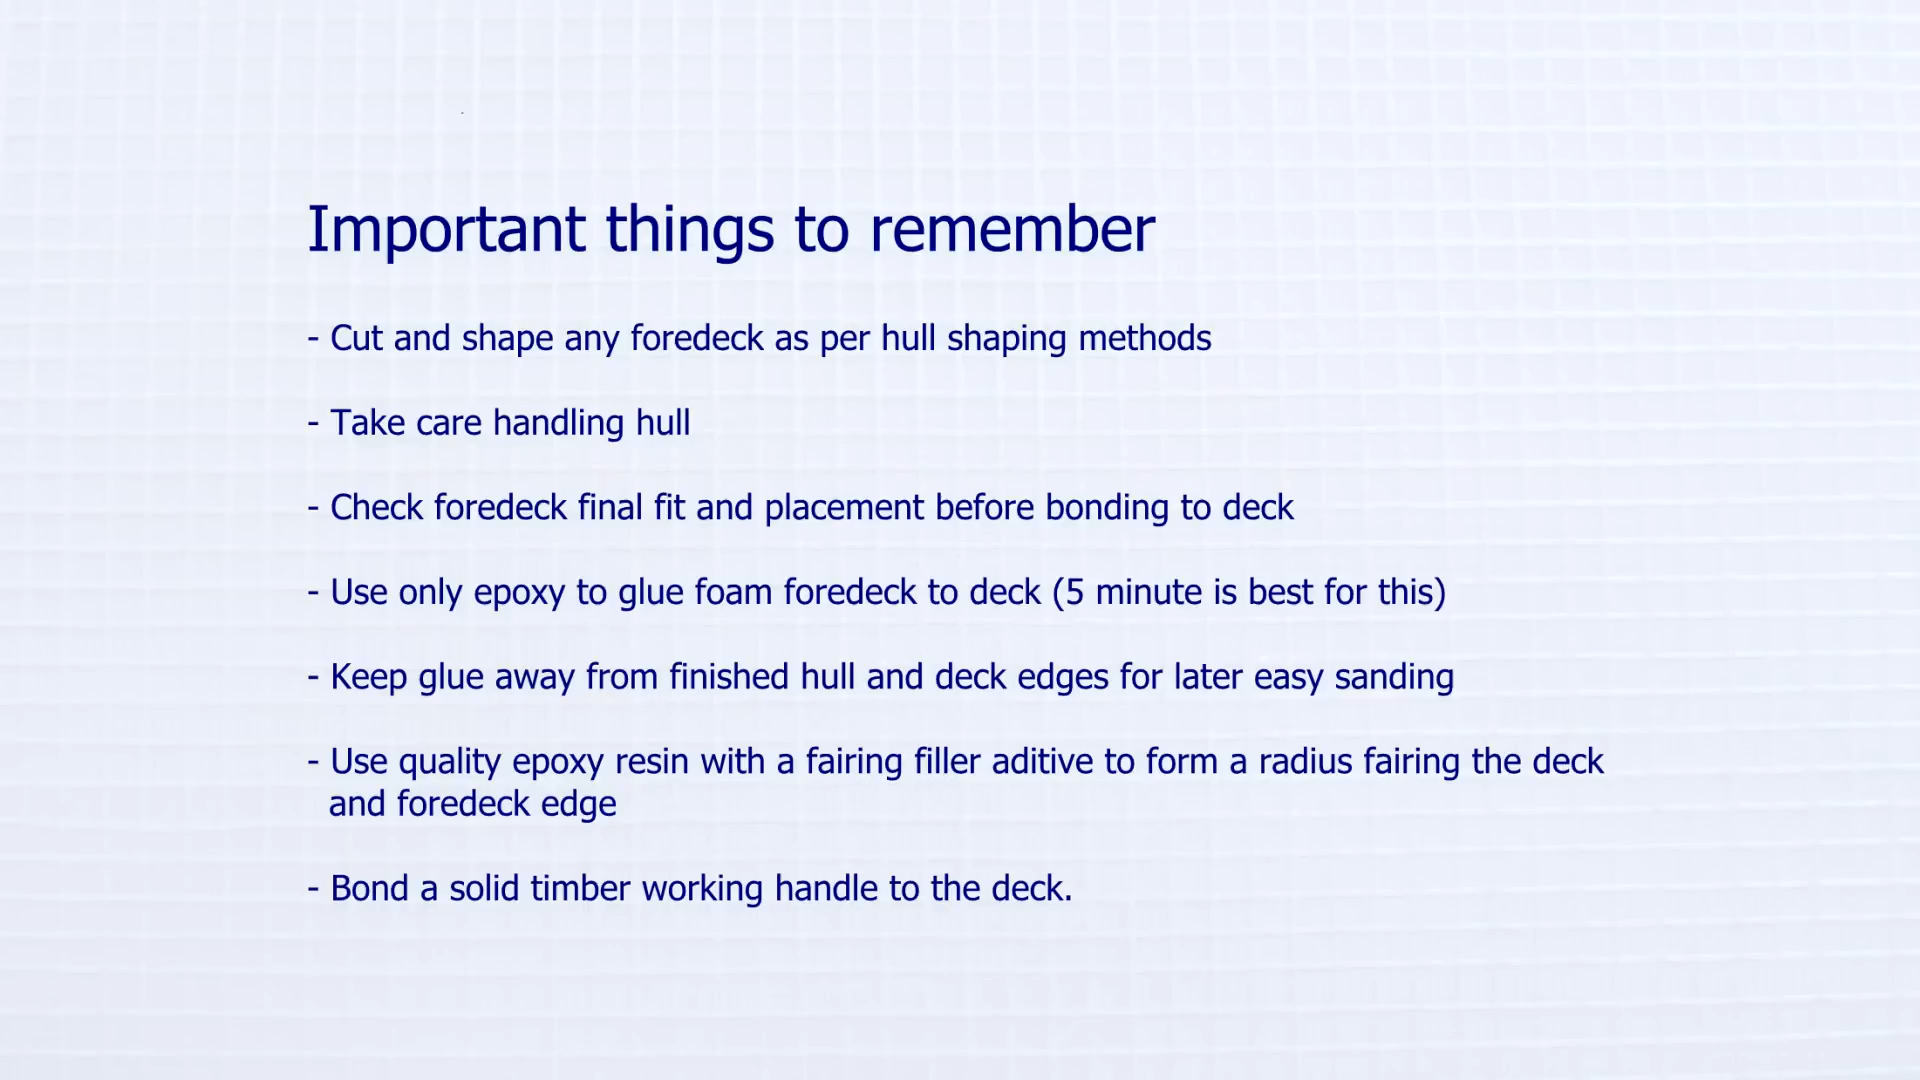 Important things to remember
- Cut and shape any foredeck as per hull shaping methods
- Take care handling hull
- Check foredeck final fit and placement before bonding to deck
- Use only epoxy to glue foam foredeck to deck (5 minute is best for this)
- Keep glue away from finished hull and deck edges for later easy sanding
- Use quality epoxy resin with a fairing filler aditive to form a radius fairing the deck
and foredeck edge
- Bond a solid timber working handle to the deck.